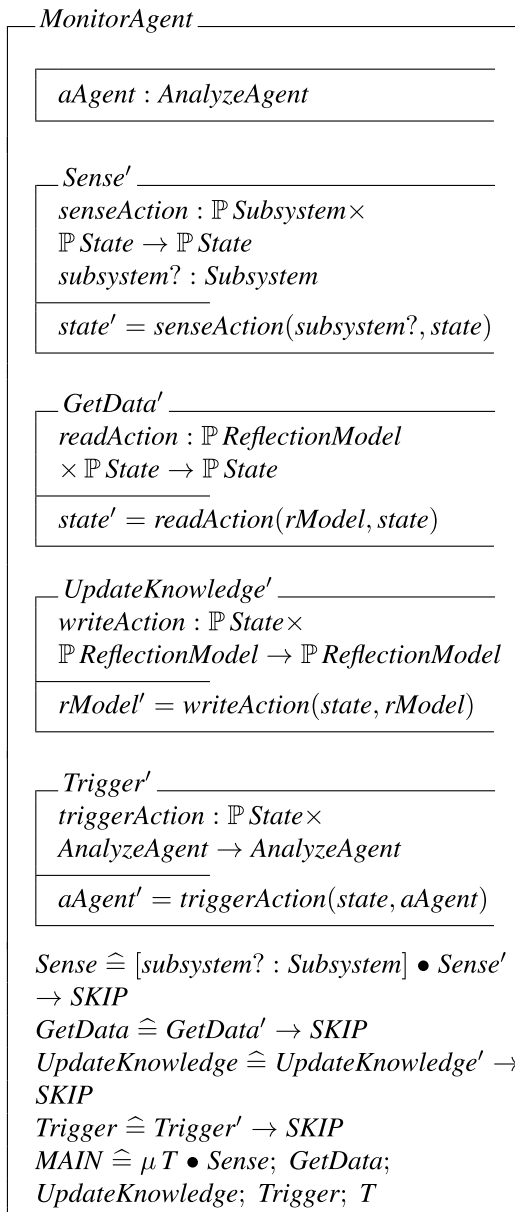 MonitorAgent
aAgent : AnalyzeAgent
Sense′
senseAction : ℙ Subsystem×
ℙ State → ℙ State
subsystem? : Subsystem
state′ = senseAction(subsystem?, state)
GetData′
readAction : ℙ ReflectionModel
× ℙ State → ℙ State
state′ = readAction(rModel, state)
UpdateKnowledge′
writeAction : ℙ State×
ℙ ReflectionModel → ℙ ReflectionModel
rModel′ = writeAction(state, rModel)
Trigger′
triggerAction : ℙ State×
AnalyzeAgent → AnalyzeAgent
aAgent′ = triggerAction(state, aAgent)
Sense ≙ [subsystem? : Subsystem] • Sense′
→ SKIP
GetData ≙ GetData′ → SKIP
UpdateKnowledge ≙ UpdateKnowledge′ →
SKIP
Trigger ≙ Trigger′ → SKIP
MAIN ≙ μ T • Sense; GetData;
UpdateKnowledge; Trigger; T